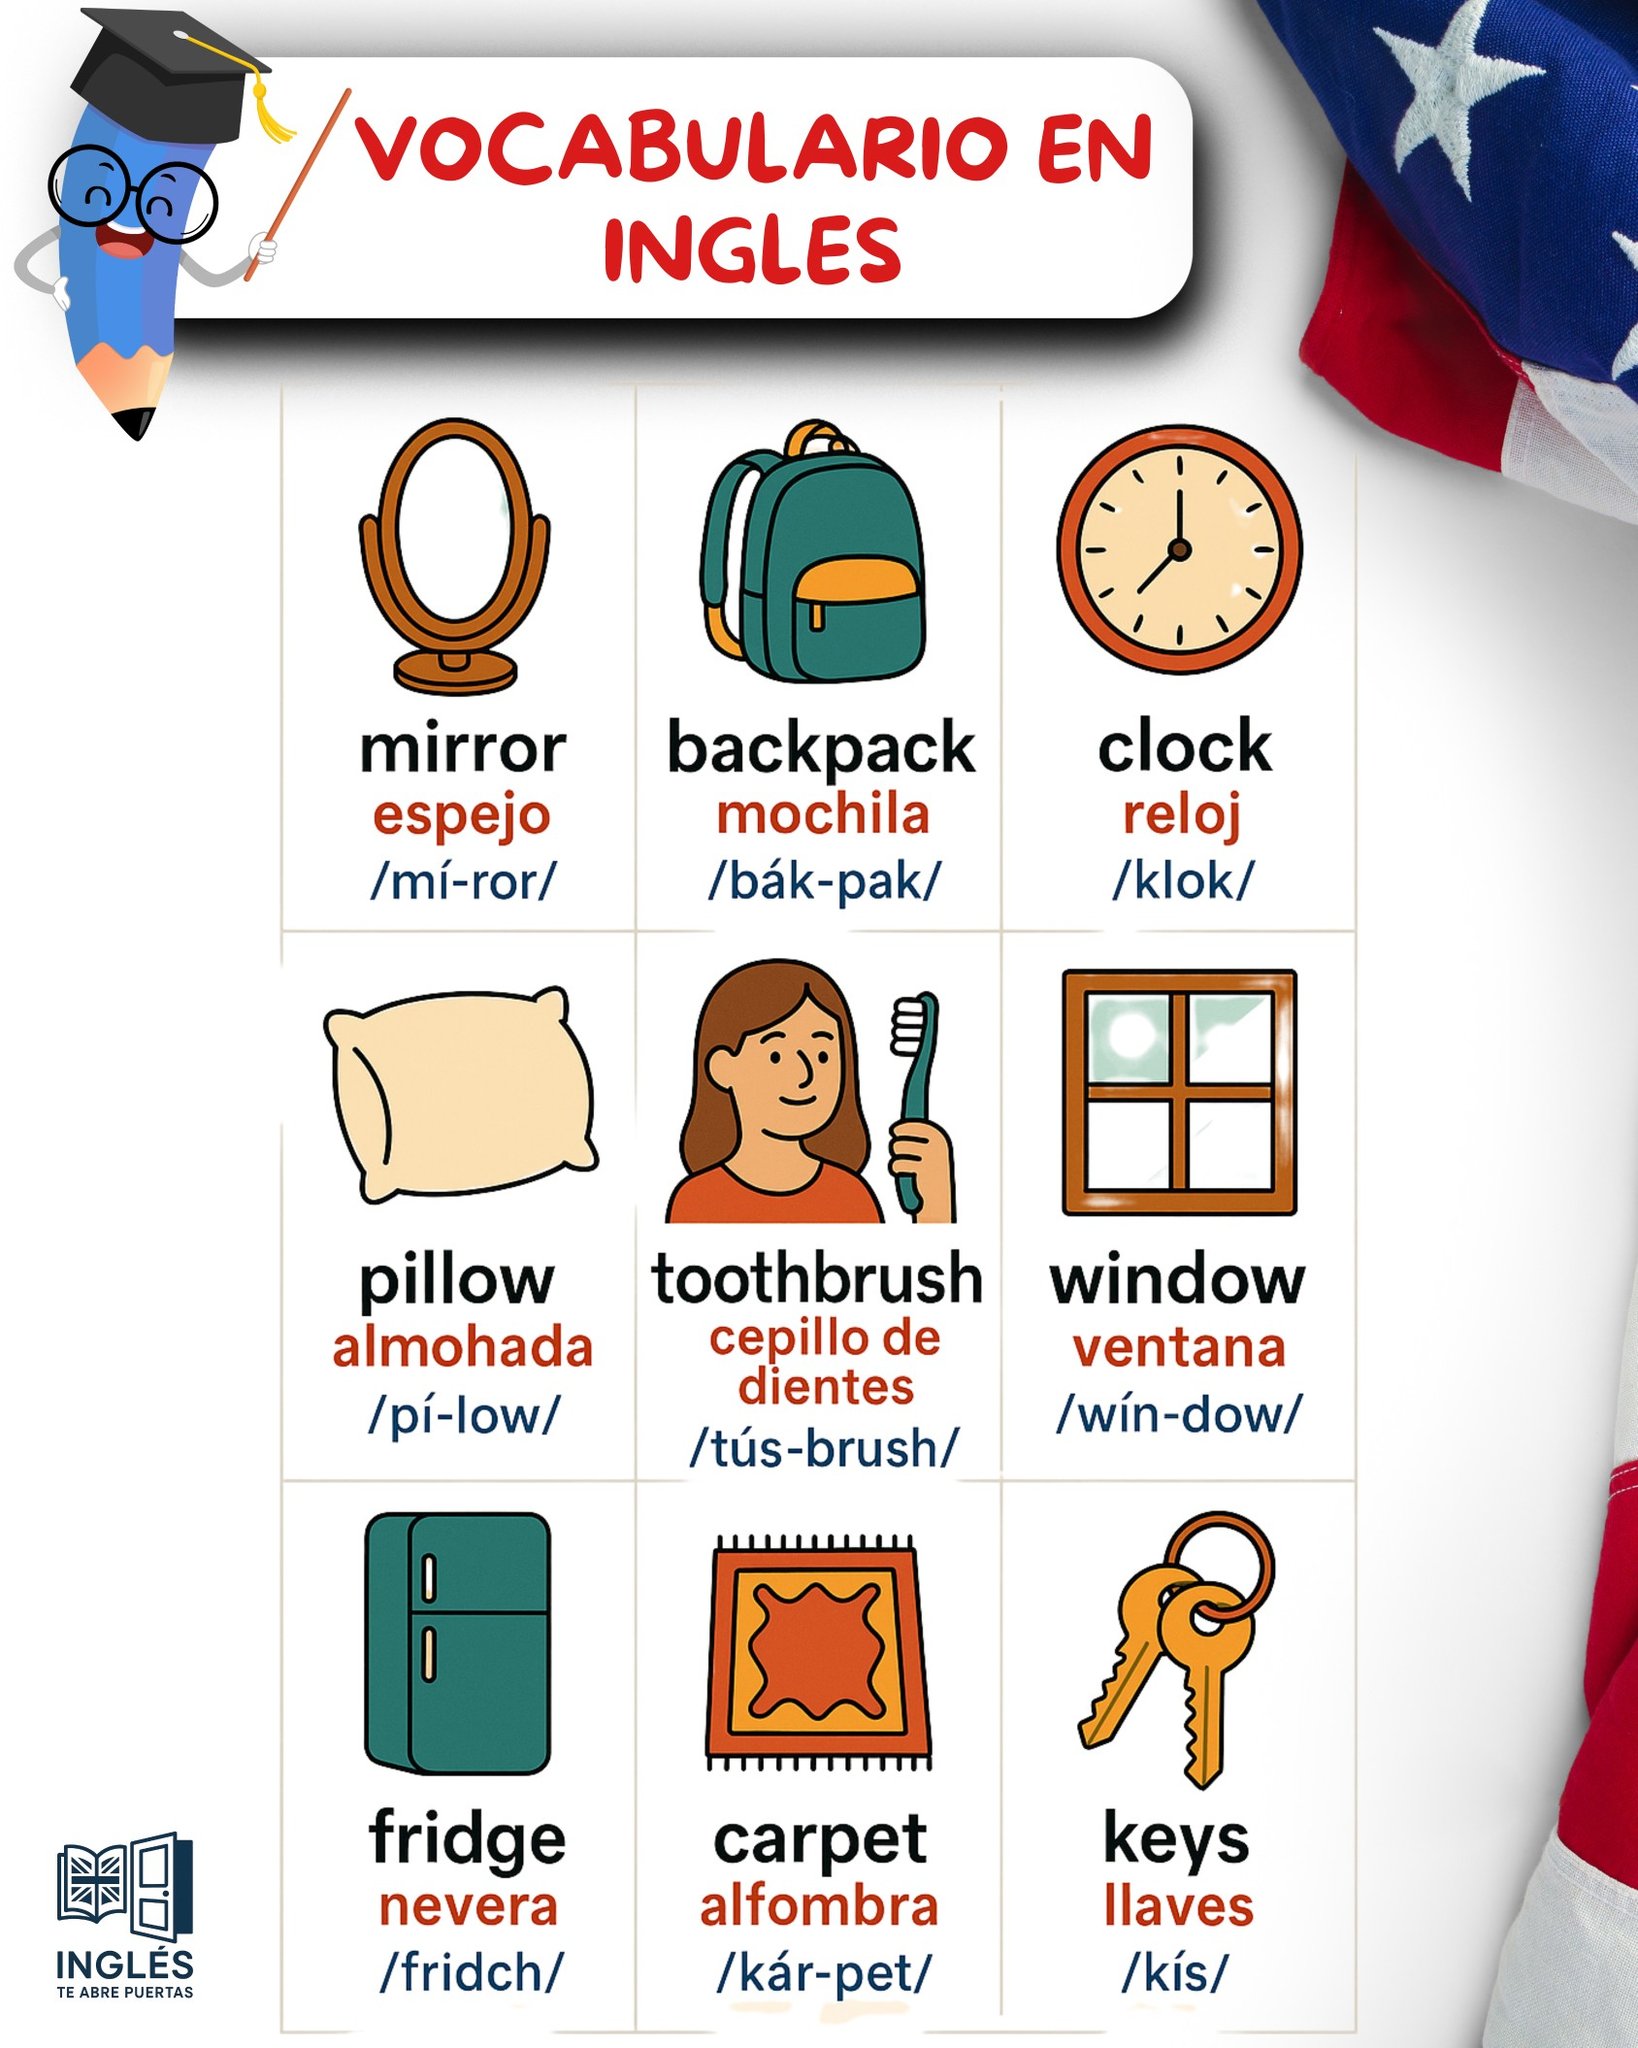 VOCABULARIO EN
INGLES
mirror
espejo
/mí-ror/
backpack
mochila
/bák-pak/
clock
reloj
/klok/
pillow
almohada
/pí-low/
toothbrush
cepillo de
dientes
/tús-brush/
window
ventana
/wín-dow/
fridge
nevera
/fridch/
carpet
alfombra
/kár-pet/
keys
llaves
/kís/
INGLÉS
TE ABRE PUERTAS